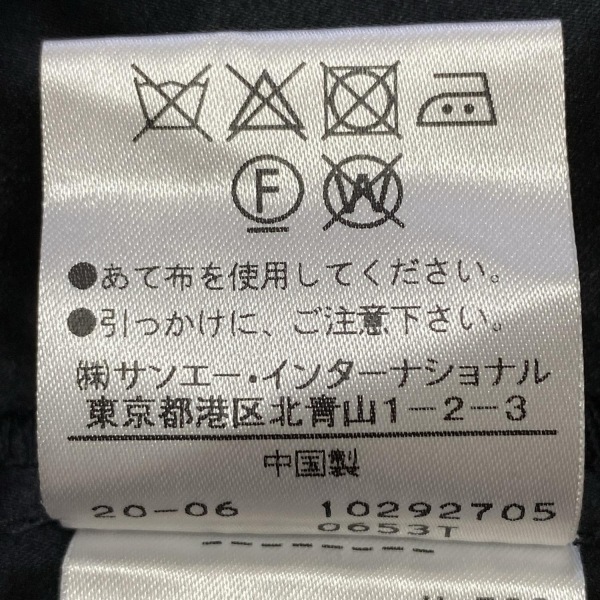 F W
●あて布を使用してください。
●引っかけに、ご注意下さい。
㈱サンエー・インターナショナル
東京都港区北青山1-2-3
中国製
20-06 10292705
0653T